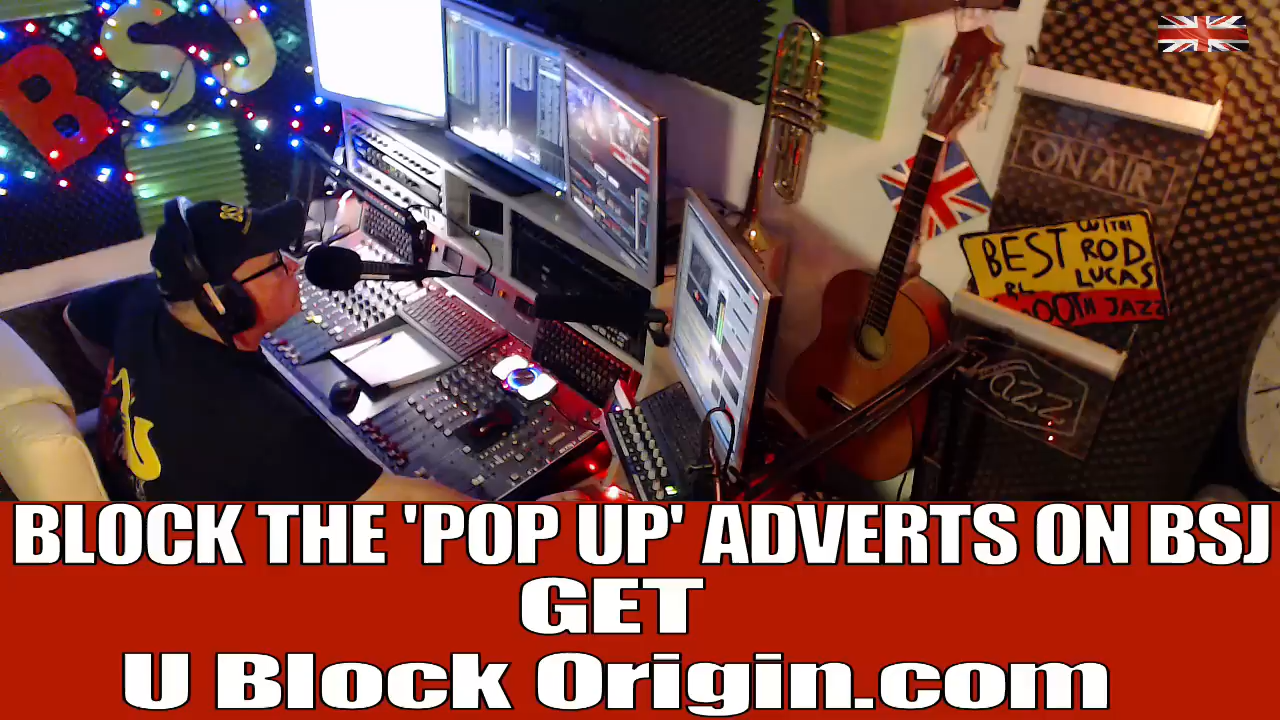 BSJ
ON AIR
BEST WITH
ROD
LUCAS
SMOOTH JAZZ
Jazz
BLOCK THE 'POP UP' ADVERTS ON BSJ
GET
U Block Origin.com